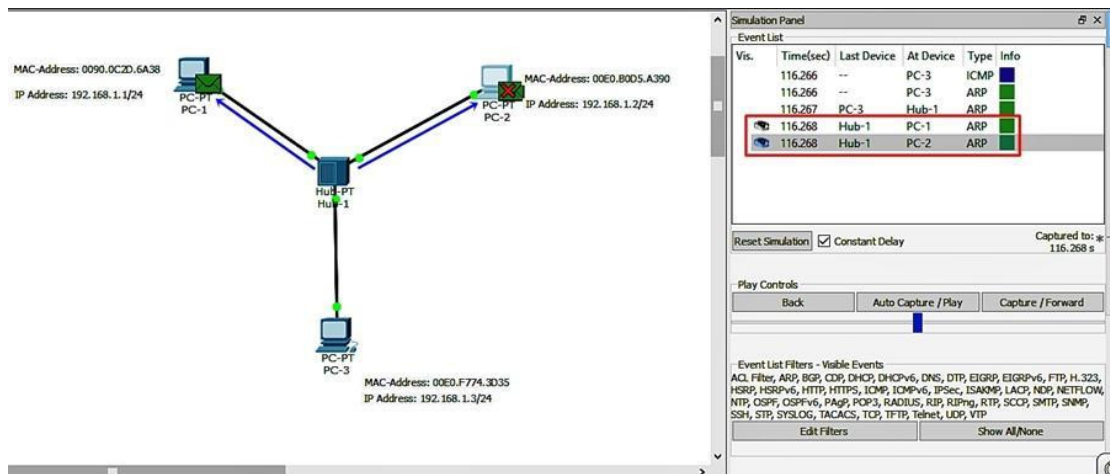 MAC-Address: 0090.0C2D.6A38
IP Address: 192.168.1.1/24
PC-PT
PC-1
MAC-Address: 00E0.B0D5.A390
IP Address: 192.168.1.2/24
PC-PT
PC-2
Hub-PT
Hub-1
PC-PT
PC-3
MAC-Address: 00E0.F774.3D35
IP Address: 192.168.1.3/24
Simulation Panel
Event List
Vis. Time(sec) Last Device At Device Type Info
116.266 -- PC-3 ICMP
116.266 -- PC-3 ARP
116.267 PC-3 Hub-1 ARP
116.268 Hub-1 PC-1 ARP
116.268 Hub-1 PC-2 ARP
Reset Simulation Constant Delay
Captured to: *
116.268 s
Play Controls
Back Auto Capture / Play Capture / Forward
Event List Filters - Visible Events
ACL Filter, ARP, BGP, CDP, DHCP, DHCPv6, DNS, DTP, EIGRP, EIGRPv6, FTP, H.323,
HSRP, HSRPv6, HTTP, HTTPS, ICMP, ICMPv6, IPSec, ISAKMP, LACP, NDP, NETFLOW,
NTP, OSPF, OSPFv6, PAgP, POP3, RADIUS, RIP, RIPng, RTP, SCCP, SMTP, SNMP,
SSH, STP, SYSLOG, TACACS, TCP, TFTP, Telnet, UDP, VTP
Edit Filters Show All/None